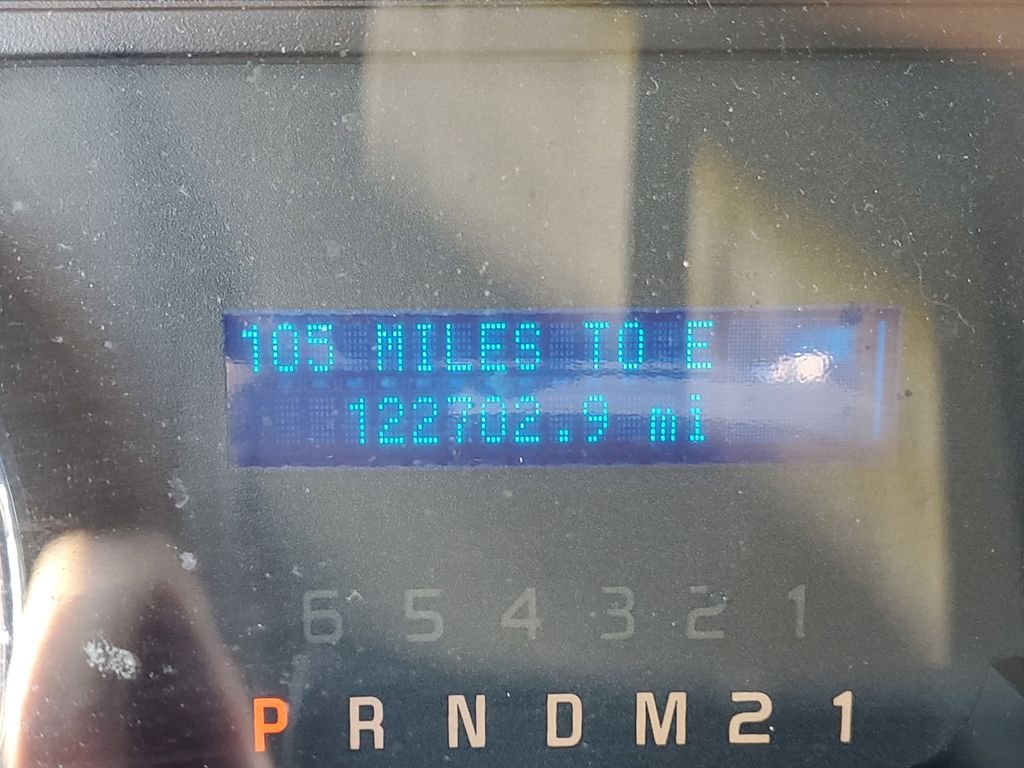 105 MILES TO E
122702.9 mi
6 5 4 3 2 1
P R N D M 2 1